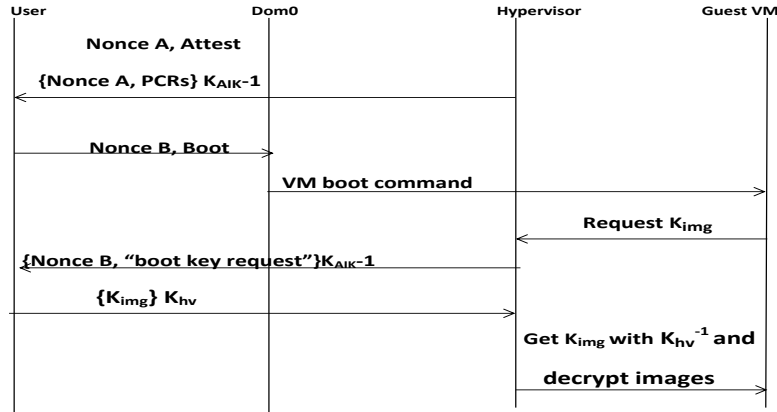 User Dom0 Hypervisor Guest VM
Nonce A, Attest
{Nonce A, PCRs} KAIK-1
Nonce B, Boot
VM boot command
Request Kimg
{Nonce B, “boot key request”}KAIK-1
{Kimg} Khv
Get Kimg with Khv-1 and
decrypt images